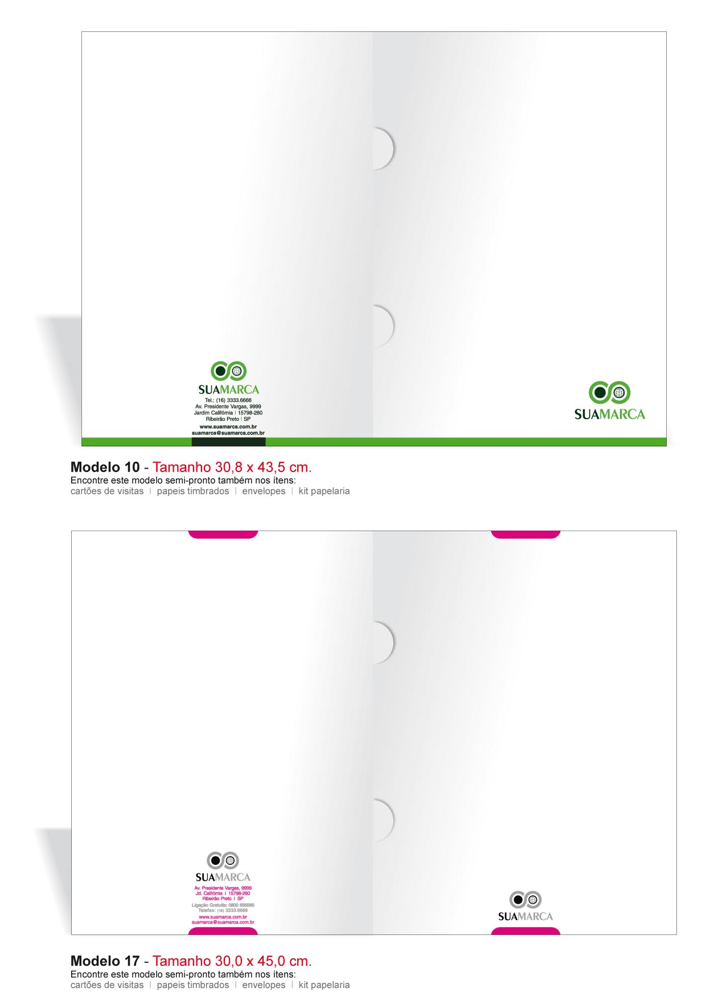 SUAMARCA
Tel.: (16) 3333.6666
Av. Presidente Vargas, 9999
Jardim Califórnia | 15798-260
Ribeirão Preto | SP
www.suamarca.com.br
suamarca@suamarca.com.br
SUAMARCA
Modelo 10 - Tamanho 30,8 x 43,5 cm.
Encontre este modelo semi-pronto também nos ítens:
cartões de visitas | papeis timbrados | envelopes | kit papelaria
SUAMARCA
Av. Presidente Vargas, 9999
Jd. Califórnia | 15798-260
Ribeirão Preto | SP
Ligação Gratuita: 0800 666666
Telefax: (16) 3333.6666
www.suamarca.com.br
suamarca@suamarca.com.br
SUAMARCA
Modelo 17 - Tamanho 30,0 x 45,0 cm.
Encontre este modelo semi-pronto também nos ítens:
cartões de visitas | papeis timbrados | envelopes | kit papelaria